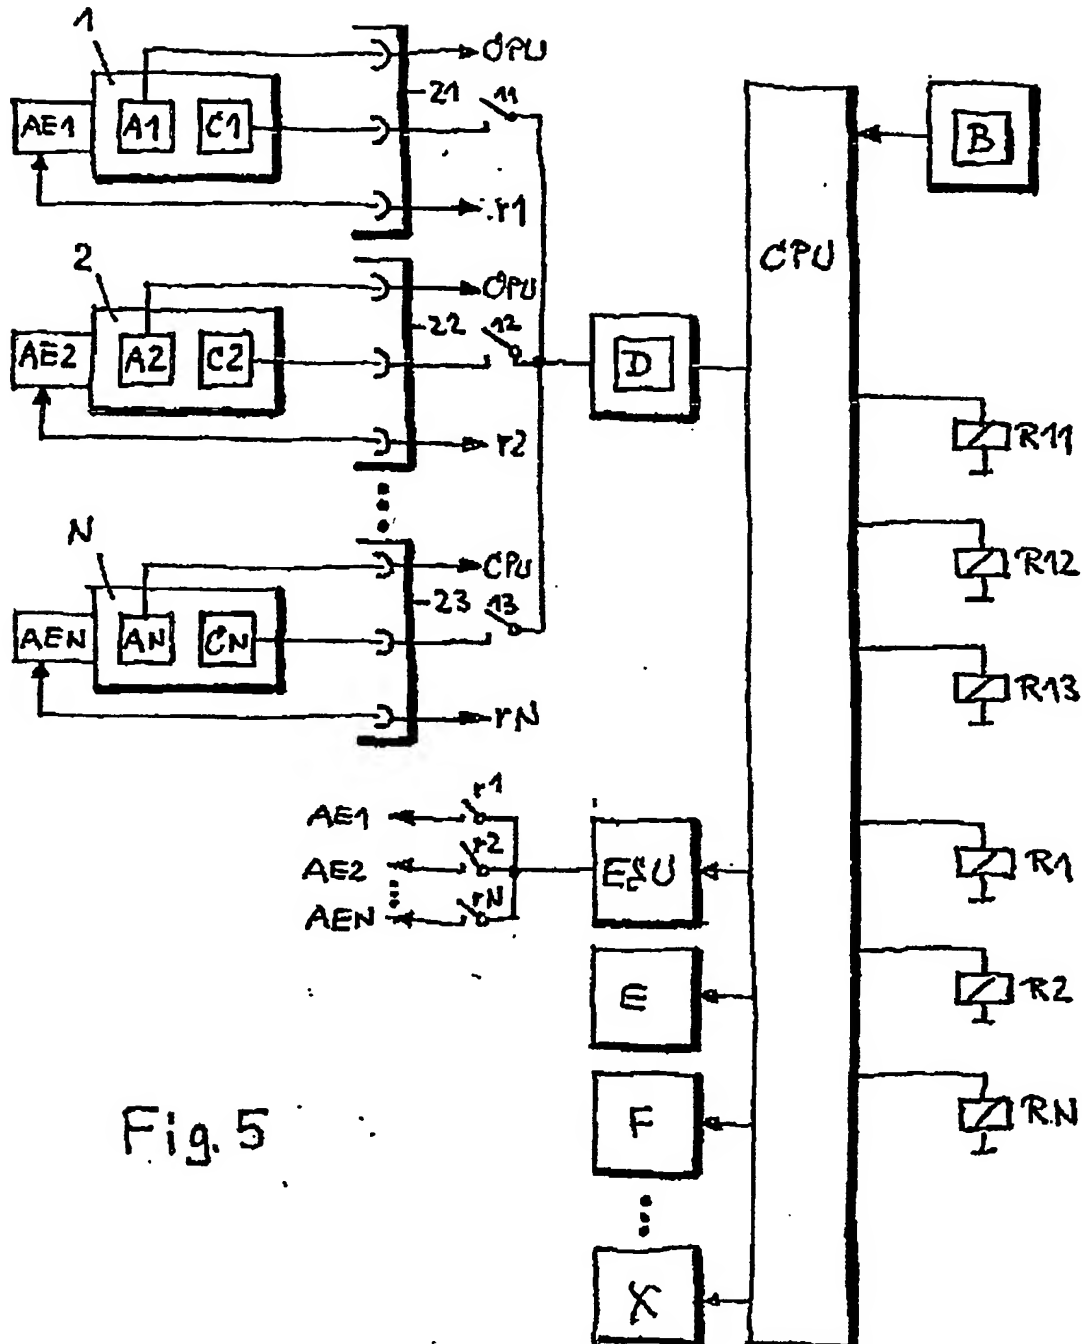 1
CPU
AE1
A1
C1
21
11
r1
B
2
CPU
CPU
AE2
A2
C2
22
12
D
r2
R11
N
CPU
R12
AEN
AN
CN
23
13
R13
rN
AE1
r1
AE2
r2
ESU
R1
AEN
rN
E
R2
F
RN
Fig. 5
X